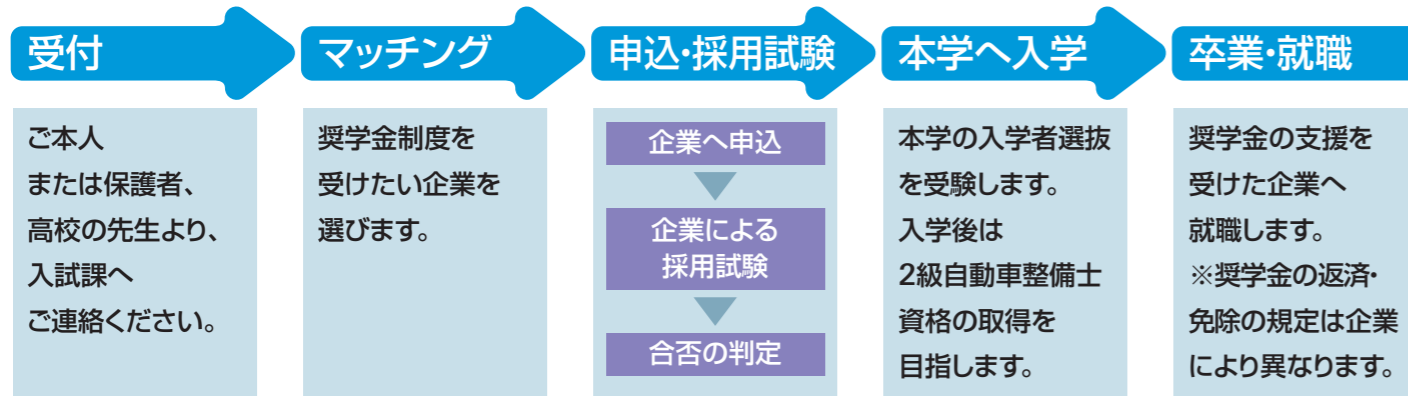 受付
ご本人
または保護者、
高校の先生より、
入試課へ
ご連絡ください。
マッチング
奨学金制度を
受けたい企業を
選びます。
申込・採用試験
企業へ申込
企業による
採用試験
合否の判定
本学へ入学
本学の入学者選抜
を受験します。
入学後は
2級自動車整備士
資格の取得を
目指します。
卒業・就職
奨学金の支援を
受けた企業へ
就職します。
※奨学金の返済・
免除の規定は企業
により異なります。